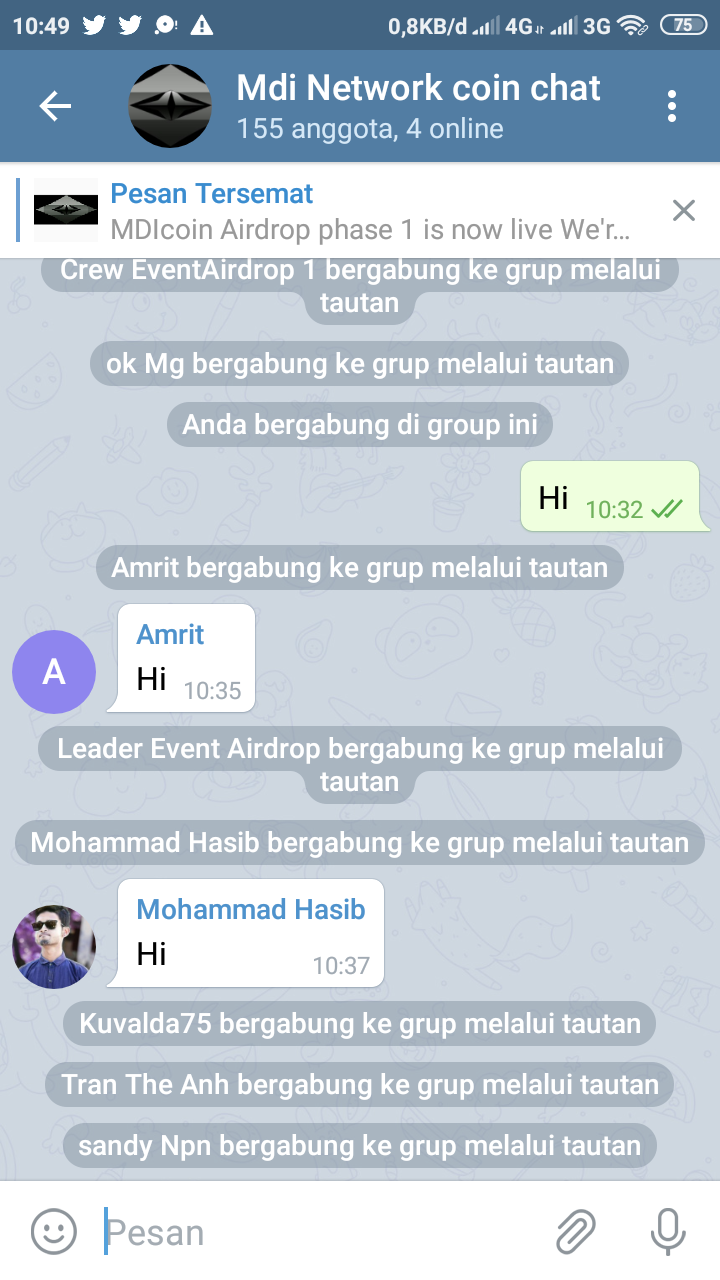 10:49 0,8KB/d 4G 3G 75
Mdi Network coin chat
155 anggota, 4 online
Pesan Tersemat
MDIcoin Airdrop phase 1 is now live We'r...
Crew EventAirdrop 1 bergabung ke grup melalui
tautan
ok Mg bergabung ke grup melalui tautan
Anda bergabung di group ini
Hi 10:32
Amrit bergabung ke grup melalui tautan
Amrit
A
Hi 10:35
Leader Event Airdrop bergabung ke grup melalui
tautan
Mohammad Hasib bergabung ke grup melalui tautan
Mohammad Hasib
Hi 10:37
Kuvalda75 bergabung ke grup melalui tautan
Tran The Anh bergabung ke grup melalui tautan
sandy Npn bergabung ke grup melalui tautan
Pesan